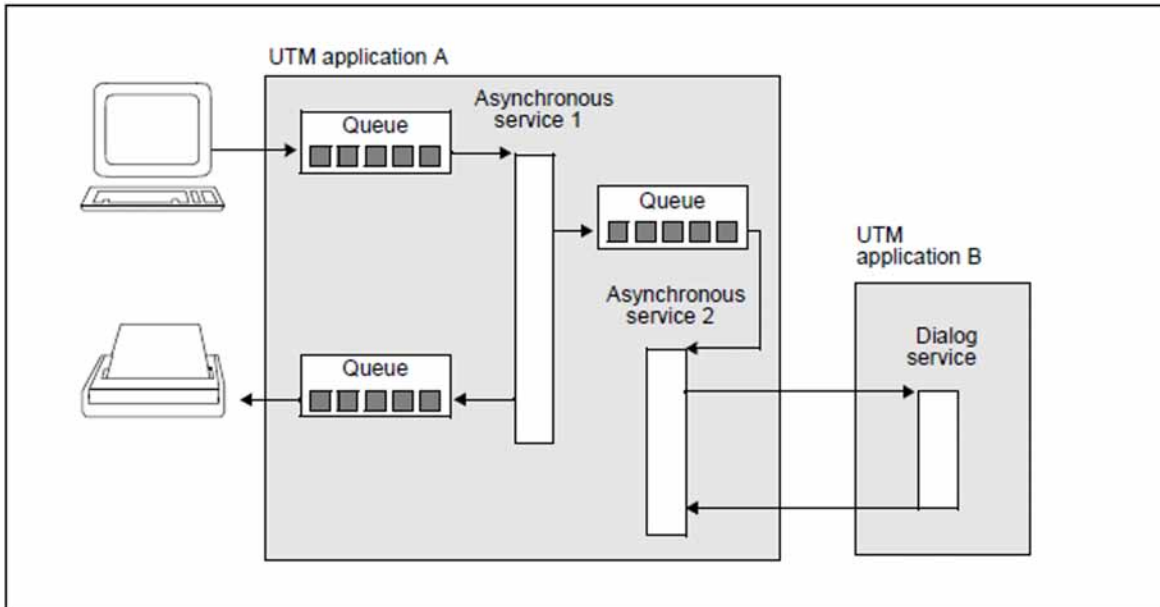 UTM application A
Asynchronous
service 1
Queue
Queue
UTM
application B
Asynchronous
service 2
Dialog
service
Queue